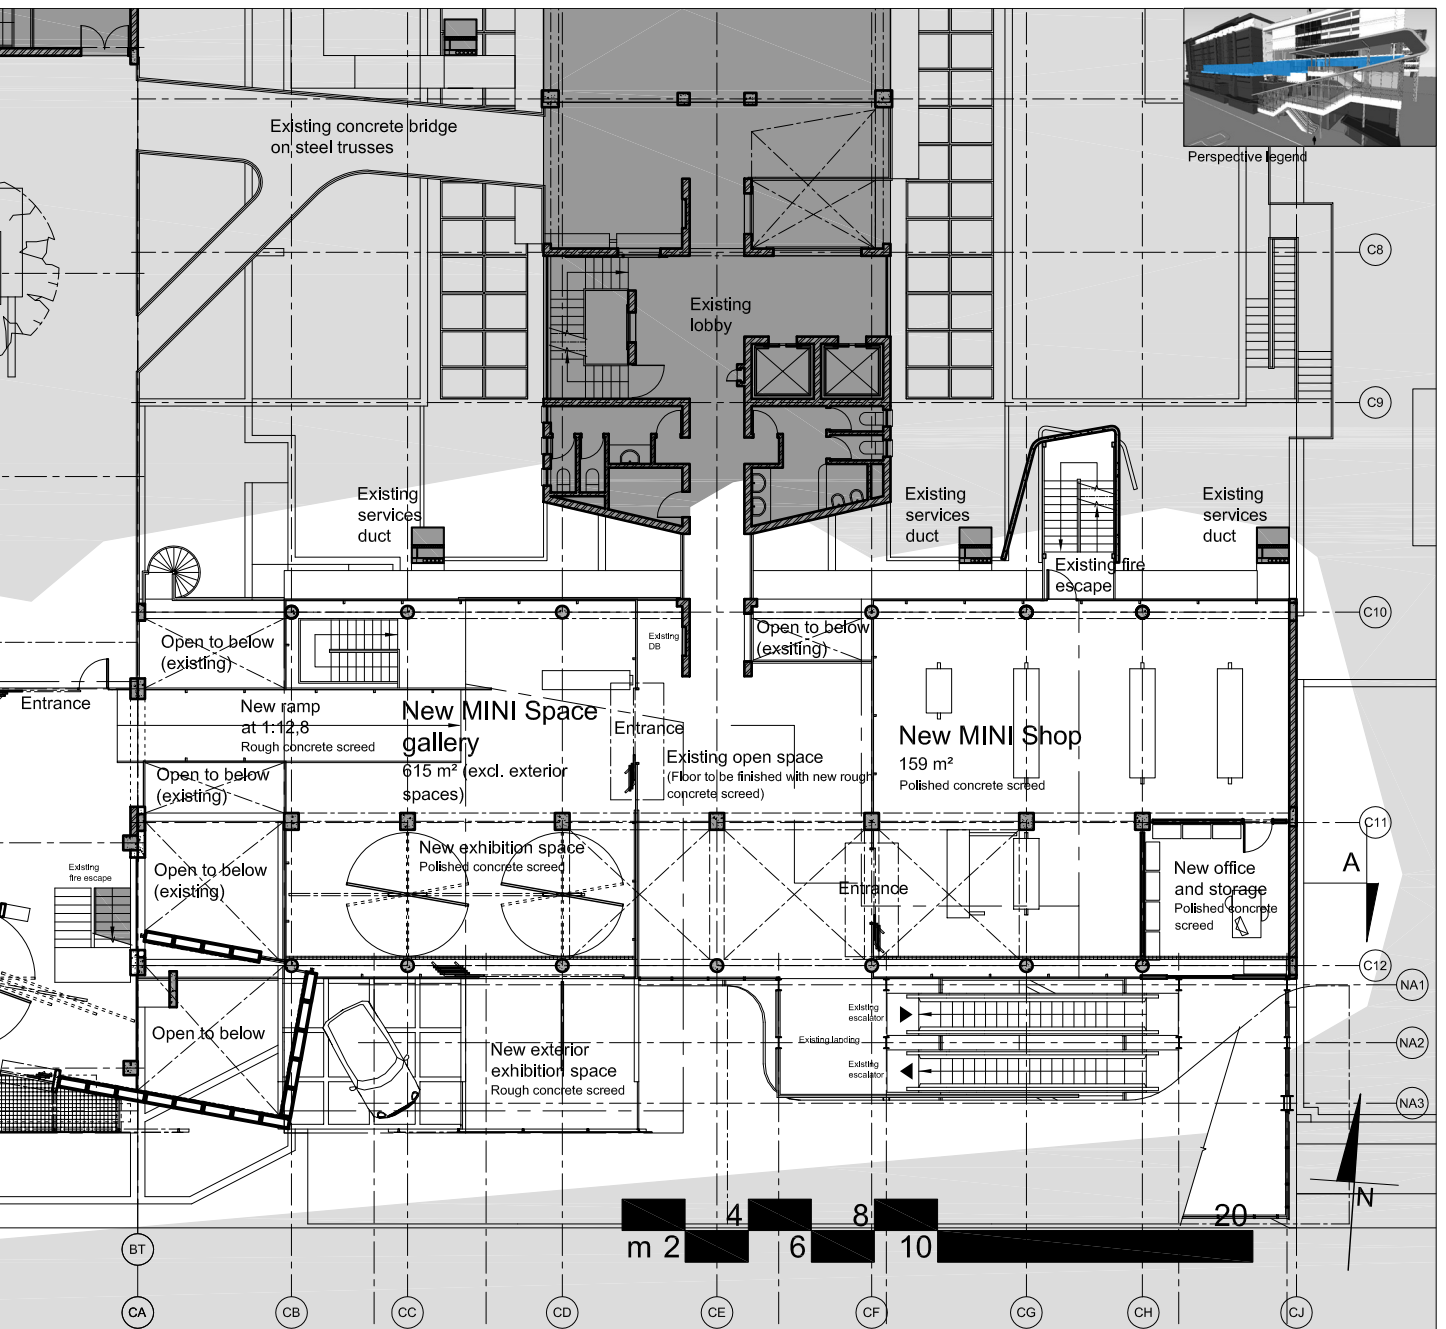 Existing concrete bridge
on steel trusses
Perspective legend
C8
Existing
lobby
C9
Existing
services
duct
Existing
services
duct
Existing
services
duct
Existing fire
escape
C10
Open to below
(existing)
Existing
DB
Open to below
(exsiting)
Entrance
New ramp
at 1:12,8
Rough concrete screed
New MINI Space
gallery
615 m² (excl. exterior
spaces)
Entrance
Existing open space
(Floor to be finished with new rough
concrete screed)
New MINI Shop
159 m²
Polished concrete screed
Open to below
(existing)
C11
New exhibition space
Polished concrete screed
Existing
fire escape
Open to below
(existing)
Entrance
New office
and storage
Polished concrete
screed
A
C12
NA1
Existing
escalator
Open to below
Existing landing
NA2
New exterior
exhibition space
Rough concrete screed
Existing
escalator
NA3
N
4 8 20
m 2 6 10
BT
CA CB CC CD CE CF CG CH CJ